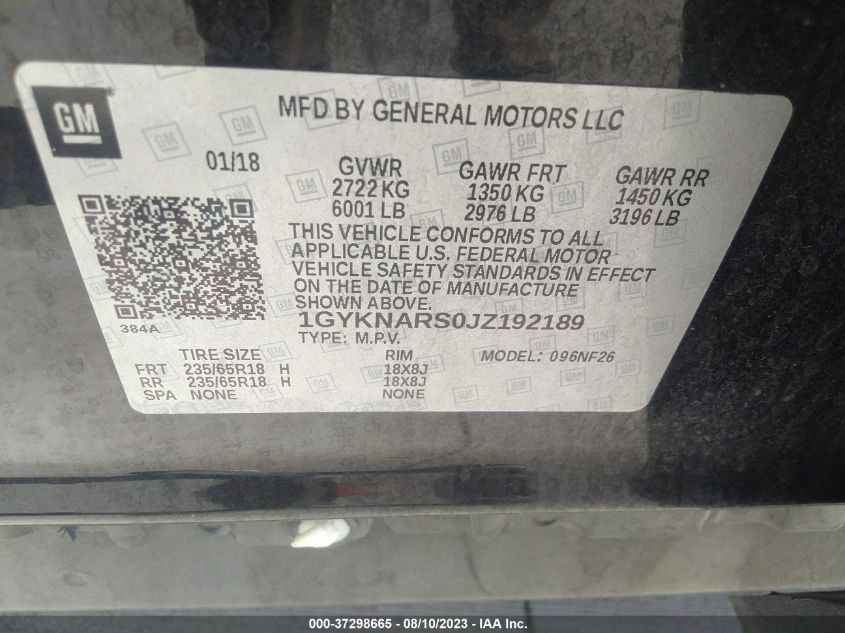 GM
MFD BY GENERAL MOTORS LLC
01/18
GVWR
2722 KG
6001 LB
GAWR FRT
1350 KG
2976 LB
GAWR RR
1450 KG
3196 LB
THIS VEHICLE CONFORMS TO ALL
APPLICABLE U.S. FEDERAL MOTOR
VEHICLE SAFETY STANDARDS IN EFFECT
ON THE DATE OF MANUFACTURE
SHOWN ABOVE.
384A
1GYKNARS0JZ192189
TYPE: M.P.V.
TIRE SIZE RIM MODEL: 096NF26
FRT 235/65R18 H 18X8J
RR 235/65R18 H 18X8J
SPA NONE NONE
000-37298665 - 08/10/2023 - IAA Inc.